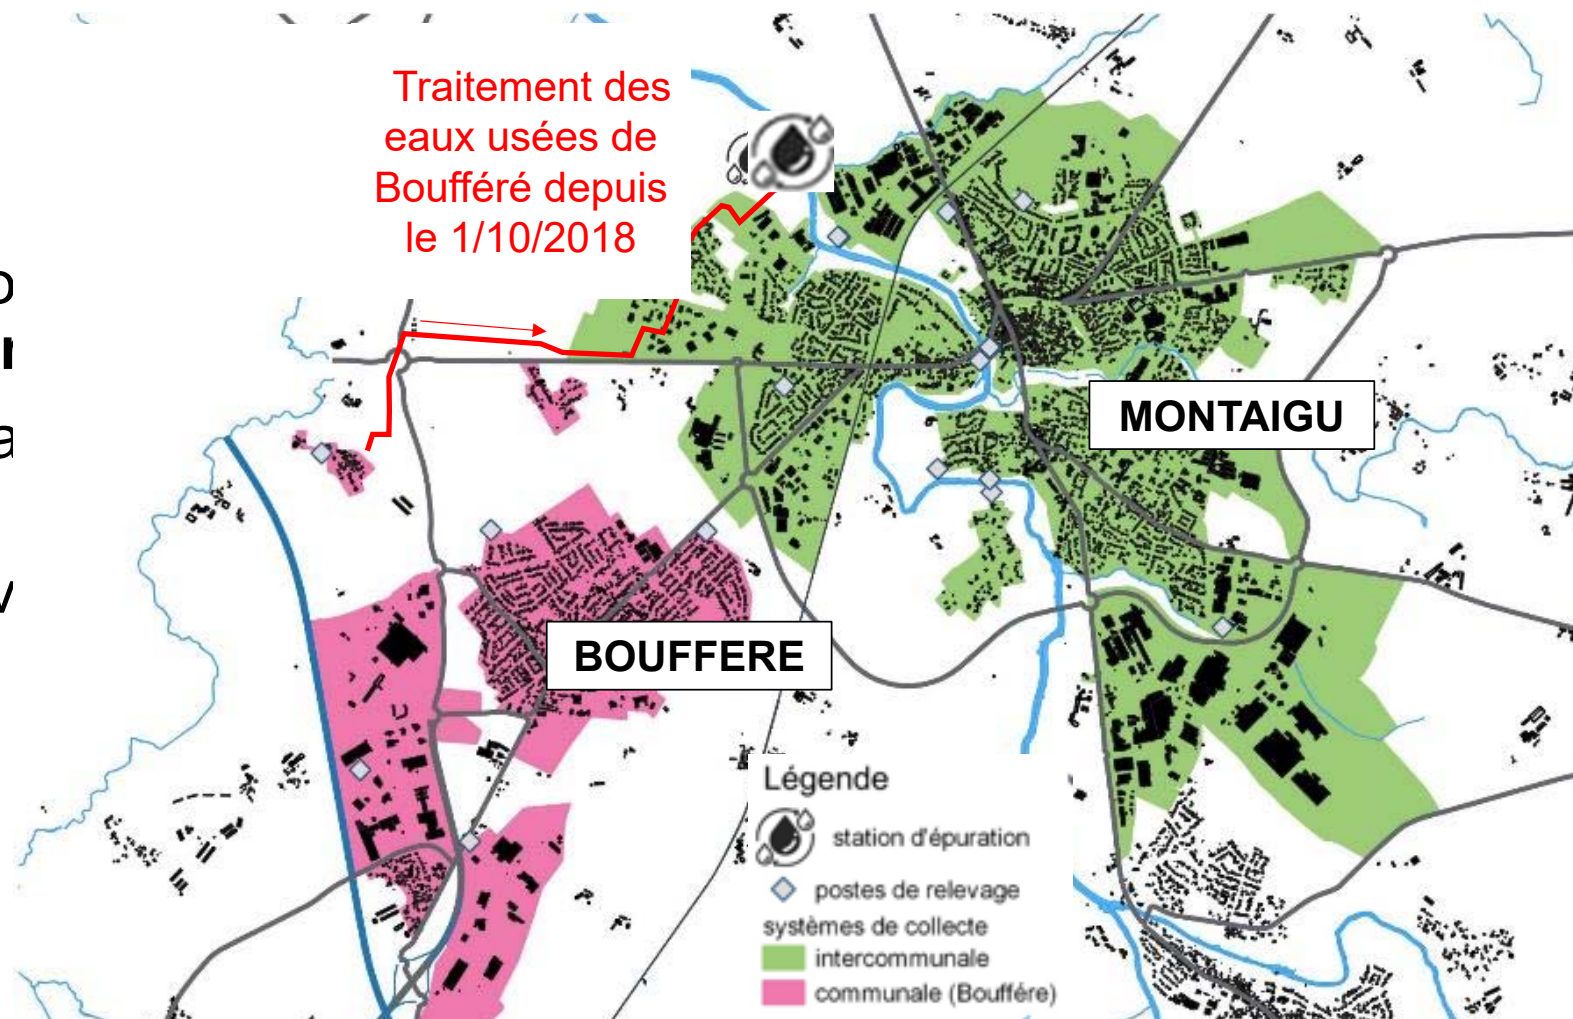 Traitement des
eaux usées de
Boufféré depuis
le 1/10/2018
MONTAIGU
BOUFFERE
Légende
station d'épuration
postes de relevage
systèmes de collecte
intercommunale
communale (Bouffére)